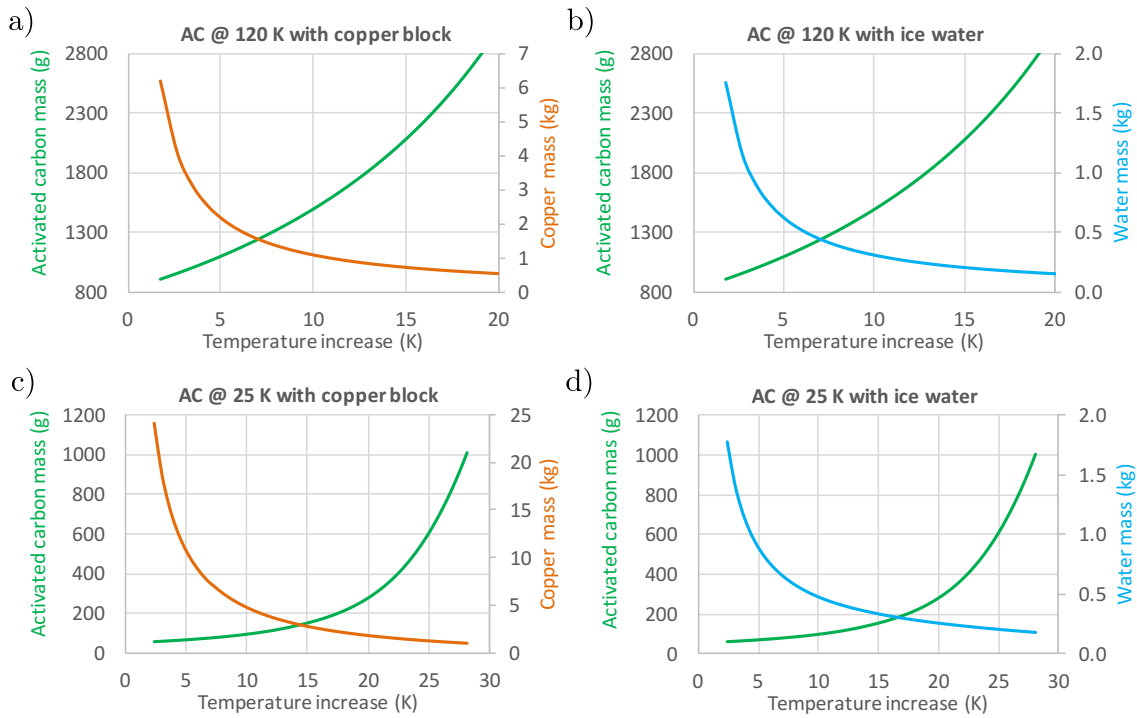 a)
AC @ 120 K with copper block
Activated carbon mass (g)
2800
2300
1800
1300
800
7
6
5
4
3
2
1
0
Copper mass (kg)
0 5 10 15 20
Temperature increase (K)
b)
AC @ 120 K with ice water
Activated carbon mass (g)
2800
2300
1800
1300
800
2.0
1.5
1.0
0.5
0.0
Water mass (kg)
0 5 10 15 20
Temperature increase (K)
c)
AC @ 25 K with copper block
Activated carbon mass (g)
1200
1000
800
600
400
200
0
25
20
15
10
5
0
Copper mass (kg)
0 5 10 15 20 25 30
Temperature increase (K)
d)
AC @ 25 K with ice water
Activated carbon mas (g)
1200
1000
800
600
400
200
0
2.0
1.5
1.0
0.5
0.0
Water mass (kg)
0 5 10 15 20 25 30
Temperature increase (K)